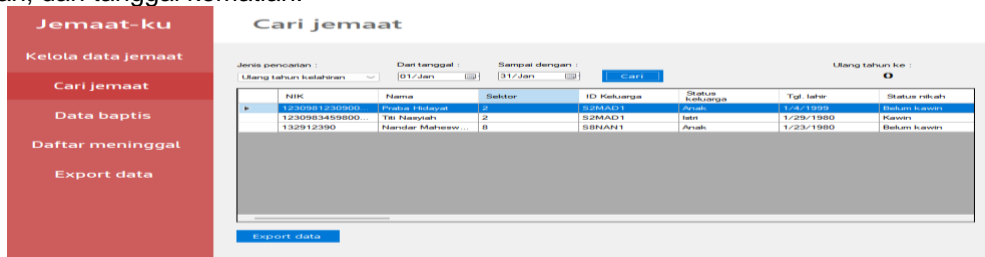 dan tanggal kematian.
Jemaat-ku
Cari jemaat
Kelola data jemaat
Cari jemaat
Data baptis
Daftar meninggal
Export data
Jenis pencarian :
Dari tanggal :
Sampai dengan :
Ulang tahun ke :
Ulang tahun kelahiran
01/Jan
31/Jan
Cari
0
NIK Nama Sektor ID Keluarga Status keluarga Tgl. lahir Status nikah
1230981230900... Praba Hidayat 2 S2MAD1 Anak 1/4/1999 Belum kawin
1230983459800... Titi Nasyiah 2 S2MAD1 Istri 1/29/1980 Kawin
132912390 Nandar Mahesw... 8 S8NAN1 Anak 1/23/1980 Belum kawin
Export data